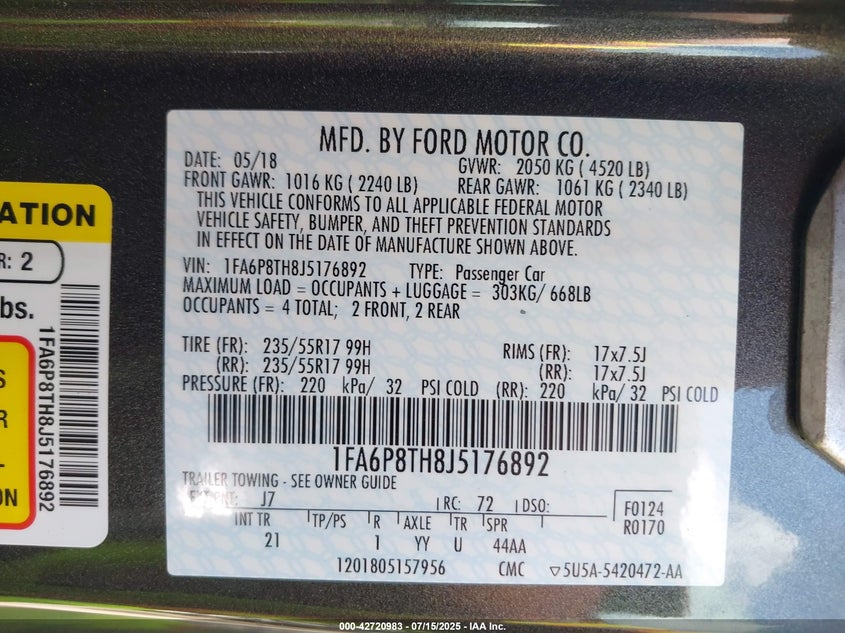 MFD. BY FORD MOTOR CO.
DATE: 05/18 GVWR: 2050 KG ( 4520 LB)
FRONT GAWR: 1016 KG ( 2240 LB) REAR GAWR: 1061 KG ( 2340 LB)
THIS VEHICLE CONFORMS TO ALL APPLICABLE FEDERAL MOTOR
VEHICLE SAFETY, BUMPER, AND THEFT PREVENTION STANDARDS
IN EFFECT ON THE DATE OF MANUFACTURE SHOWN ABOVE.
VIN: 1FA6P8TH8J5176892 TYPE: Passenger Car
MAXIMUM LOAD = OCCUPANTS + LUGGAGE = 303KG/ 668LB
OCCUPANTS = 4 TOTAL; 2 FRONT, 2 REAR
TIRE (FR): 235/55R17 99H RIMS (FR): 17x7.5J
(RR): 235/55R17 99H (RR): 17x7.5J
PRESSURE (FR): 220 kPa/ 32 PSI COLD (RR): 220 kPa/ 32 PSI COLD
1FA6P8TH8J5176892
TRAILER TOWING - SEE OWNER GUIDE
EXT PNT: J7 RC: 72 DSO: F0124
R0170
INT TR TP/PS R AXLE TR SPR
21 1 YY U 44AA
1201805157956 CMC ▽5U5A-5420472-AA
ATION
R: 2
bs.
1FA6P8TH8J5176892
S
R
L-
ON
000-42720983 - 07/15/2025 - IAA Inc.